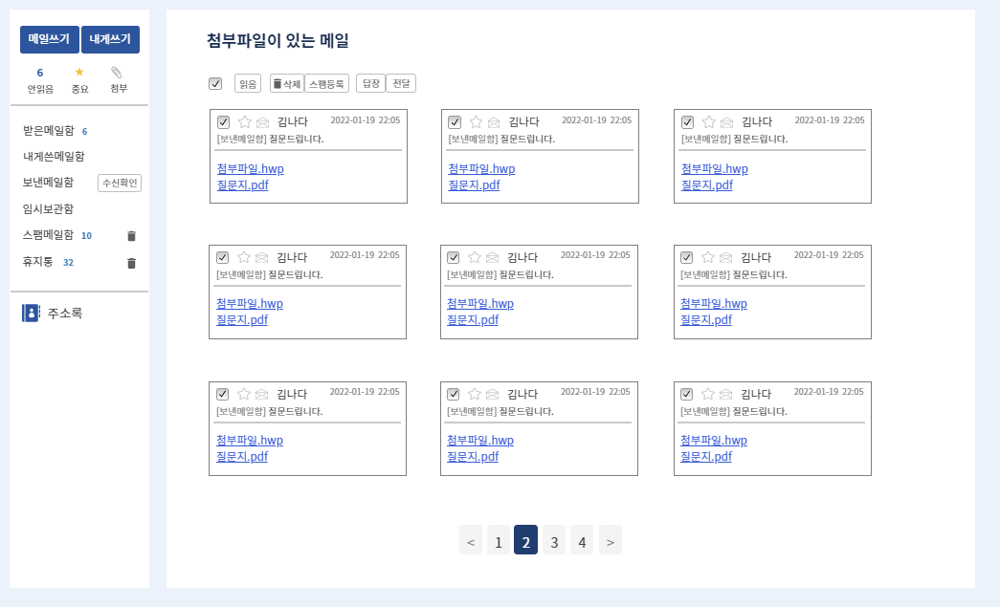 메일쓰기 내게쓰기
6
안읽음 중요 첨부
받은메일함 6
내게쓴메일함
보낸메일함 수신확인
임시보관함
스팸메일함 10
휴지통 32
주소록
첨부파일이 있는 메일
읽음 삭제 스팸등록 답장 전달
김나다 2022-01-19 22:05
[보낸메일함] 질문드립니다.
첨부파일.hwp
질문지.pdf
김나다 2022-01-19 22:05
[보낸메일함] 질문드립니다.
첨부파일.hwp
질문지.pdf
김나다 2022-01-19 22:05
[보낸메일함] 질문드립니다.
첨부파일.hwp
질문지.pdf
김나다 2022-01-19 22:05
[보낸메일함] 질문드립니다.
첨부파일.hwp
질문지.pdf
김나다 2022-01-19 22:05
[보낸메일함] 질문드립니다.
첨부파일.hwp
질문지.pdf
김나다 2022-01-19 22:05
[보낸메일함] 질문드립니다.
첨부파일.hwp
질문지.pdf
김나다 2022-01-19 22:05
[보낸메일함] 질문드립니다.
첨부파일.hwp
질문지.pdf
김나다 2022-01-19 22:05
[보낸메일함] 질문드립니다.
첨부파일.hwp
질문지.pdf
김나다 2022-01-19 22:05
[보낸메일함] 질문드립니다.
첨부파일.hwp
질문지.pdf
< 1 2 3 4 >